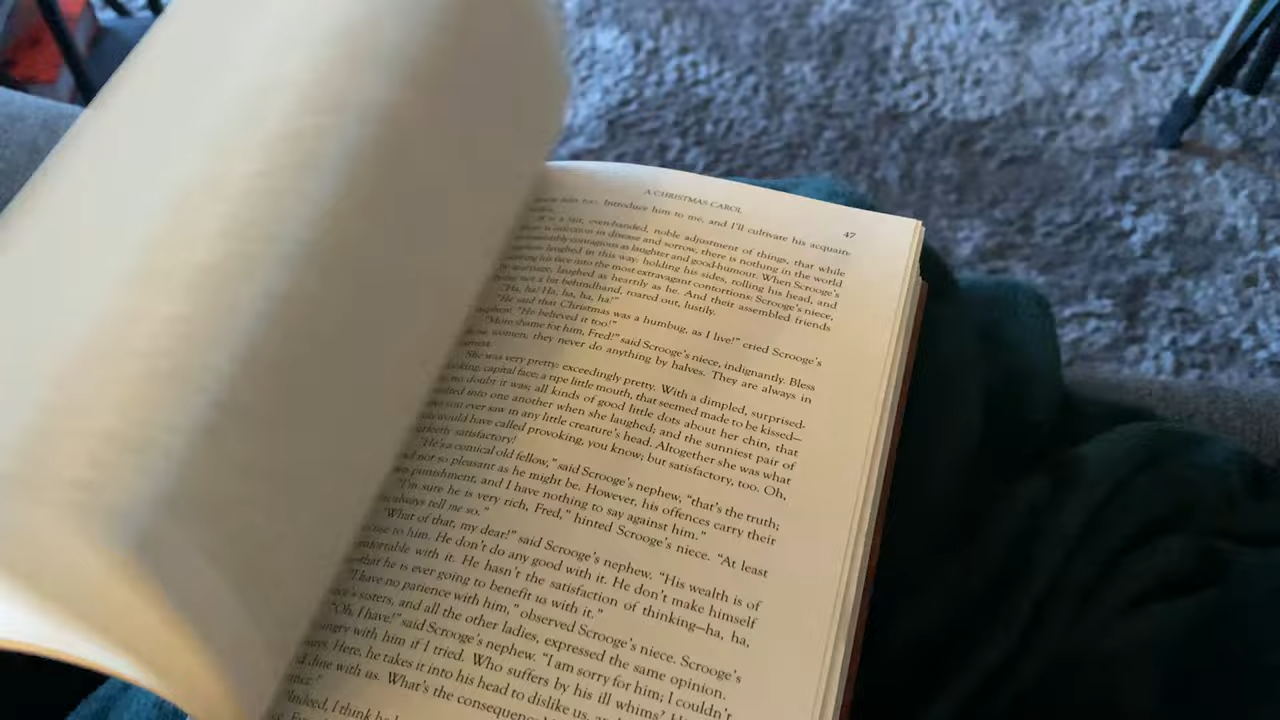 A CHRISTMAS CAROL
47
too. Introduce him to me, and I'll cultivate his acquain-
It is a fair, even-handed, noble adjustment of things, that while
is infection in disease and sorrow, there is nothing in the world
contagious as laughter and good-humour. When Scrooge's
laughed in this way: holding his sides, rolling his head, and
his face into the most extravagant contortions: Scrooge's niece,
by marriage, laughed as heartily as he. And their assembled friends
not a bit behindhand, roared out, lustily.
"Ha, ha! Ha, ha, ha, ha!"
"He said that Christmas was a humbug, as I live!" cried Scrooge's
nephew. "He believed it too!"
"More shame for him, Fred!" said Scrooge's niece, indignantly. Bless
women; they never do anything by halves. They are always in
She was very pretty: exceedingly pretty. With a dimpled, surprised-
looking, capital face; a ripe little mouth, that seemed made to be kissed—
no doubt it was; all kinds of good little dots about her chin, that
into one another when she laughed; and the sunniest pair of
you ever saw in any little creature's head. Altogether she was what
would have called provoking, you know; but satisfactory, too. Oh,
satisfactory!
"He's a comical old fellow," said Scrooge's nephew, "that's the truth;
not so pleasant as he might be. However, his offences carry their
punishment, and I have nothing to say against him."
"I'm sure he is very rich, Fred," hinted Scrooge's niece. "At least
always tell me so."
"What of that, my dear!" said Scrooge's nephew. "His wealth is of
to him. He don't do any good with it. He don't make himself
with it. He hasn't the satisfaction of thinking—ha, ha,
—that he is ever going to benefit us with it."
"I have no patience with him," observed Scrooge's niece. Scrooge's
sisters, and all the other ladies, expressed the same opinion.
"Oh, I have!" said Scrooge's nephew. "I am sorry for him; I couldn't
angry with him if I tried. Who suffers by his ill whims?
Here, he takes it into his head to dislike us,
dine with us. What's the
"Indeed, I think